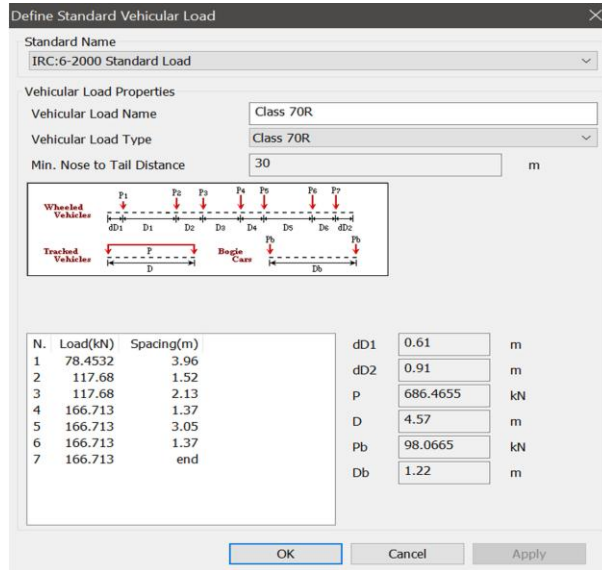 Define Standard Vehicular Load
Standard Name
IRC:6-2000 Standard Load
Vehicular Load Properties
Vehicular Load Name Class 70R
Vehicular Load Type Class 70R
Min. Nose to Tail Distance 30 m
P1 P2 P3 P4 P5 P6 P7
Wheeled Vehicles
dD1 D1 D2 D3 D4 D5 D6 dD2
Tracked Vehicles P D
Bogie Cars Pb Pb Db
N. Load(kN) Spacing(m)
1 78.4532 3.96
2 117.68 1.52
3 117.68 2.13
4 166.713 1.37
5 166.713 3.05
6 166.713 1.37
7 166.713 end
dD1 0.61 m
dD2 0.91 m
P 686.4655 kN
D 4.57 m
Pb 98.0665 kN
Db 1.22 m
OK Cancel Apply